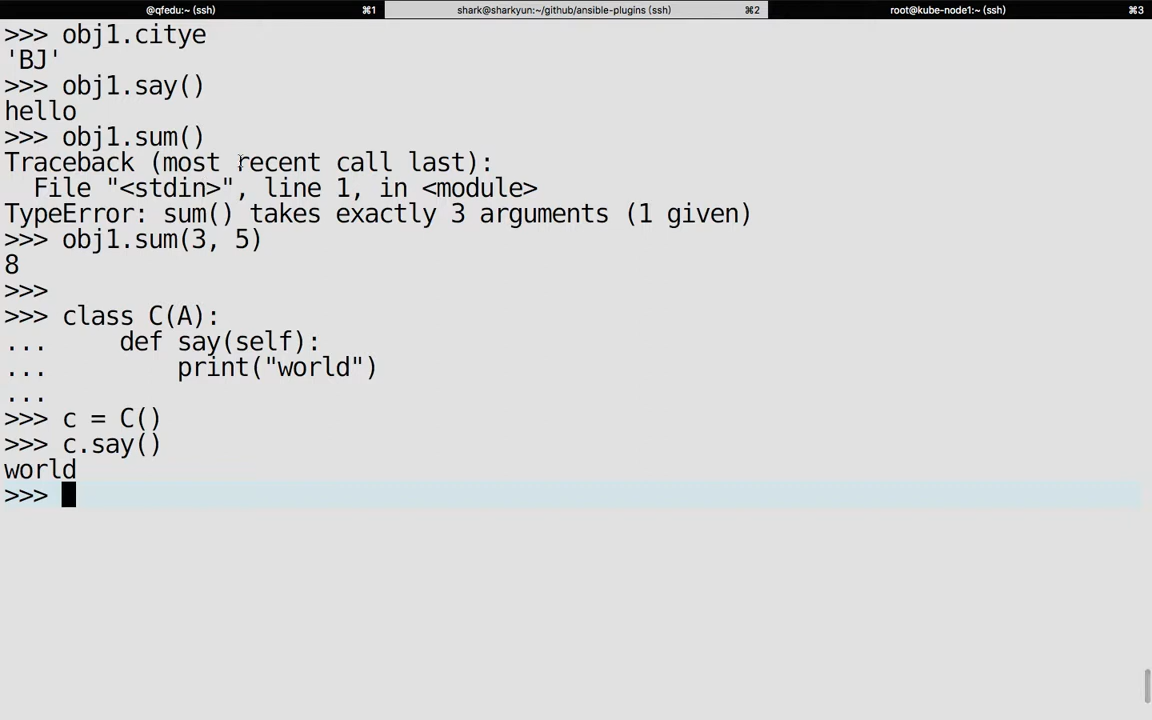 @qfedu:~ (ssh) ⌘1 shark@sharkyun:~/github/ansible-plugins (ssh) ⌘2 root@kube-node1:~ (ssh) ⌘3
>>> obj1.citye
'BJ'
>>> obj1.say()
hello
>>> obj1.sum()
Traceback (most recent call last):
  File "<stdin>", line 1, in <module>
TypeError: sum() takes exactly 3 arguments (1 given)
>>> obj1.sum(3, 5)
8
>>>
>>> class C(A):
...     def say(self):
...         print("world")
...
>>> c = C()
>>> c.say()
world
>>>